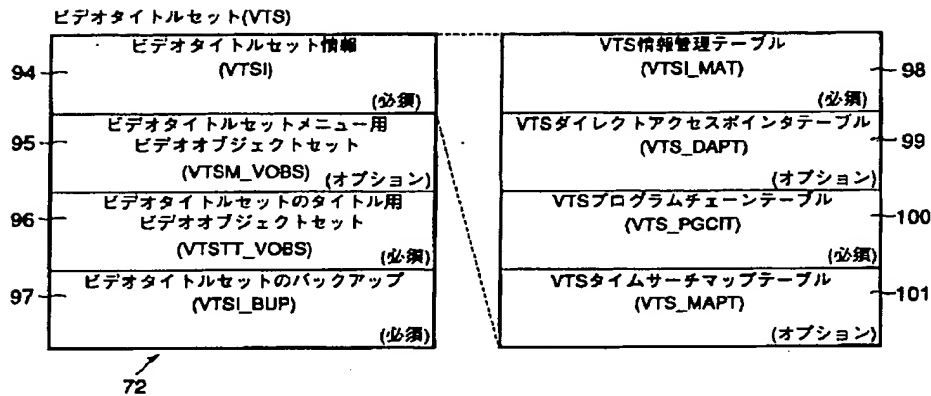 ビデオタイトルセット(VTS)
94
ビデオタイトルセット情報
(VTSI)
(必須)
95
ビデオタイトルセットメニュー用
ビデオオブジェクトセット
(VTSM_VOBS)
(オプション)
96
ビデオタイトルセットのタイトル用
ビデオオブジェクトセット
(VTSTT_VOBS)
(必須)
97
ビデオタイトルセットのバックアップ
(VTSI_BUP)
(必須)
72
VTS情報管理テーブル
(VTSI_MAT)
(必須)
98
VTSダイレクトアクセスポインタテーブル
(VTS_DAPT)
(オプション)
99
VTSプログラムチェーンテーブル
(VTS_PGCIT)
(必須)
100
VTSタイムサーチマップテーブル
(VTS_MAPT)
(オプション)
101